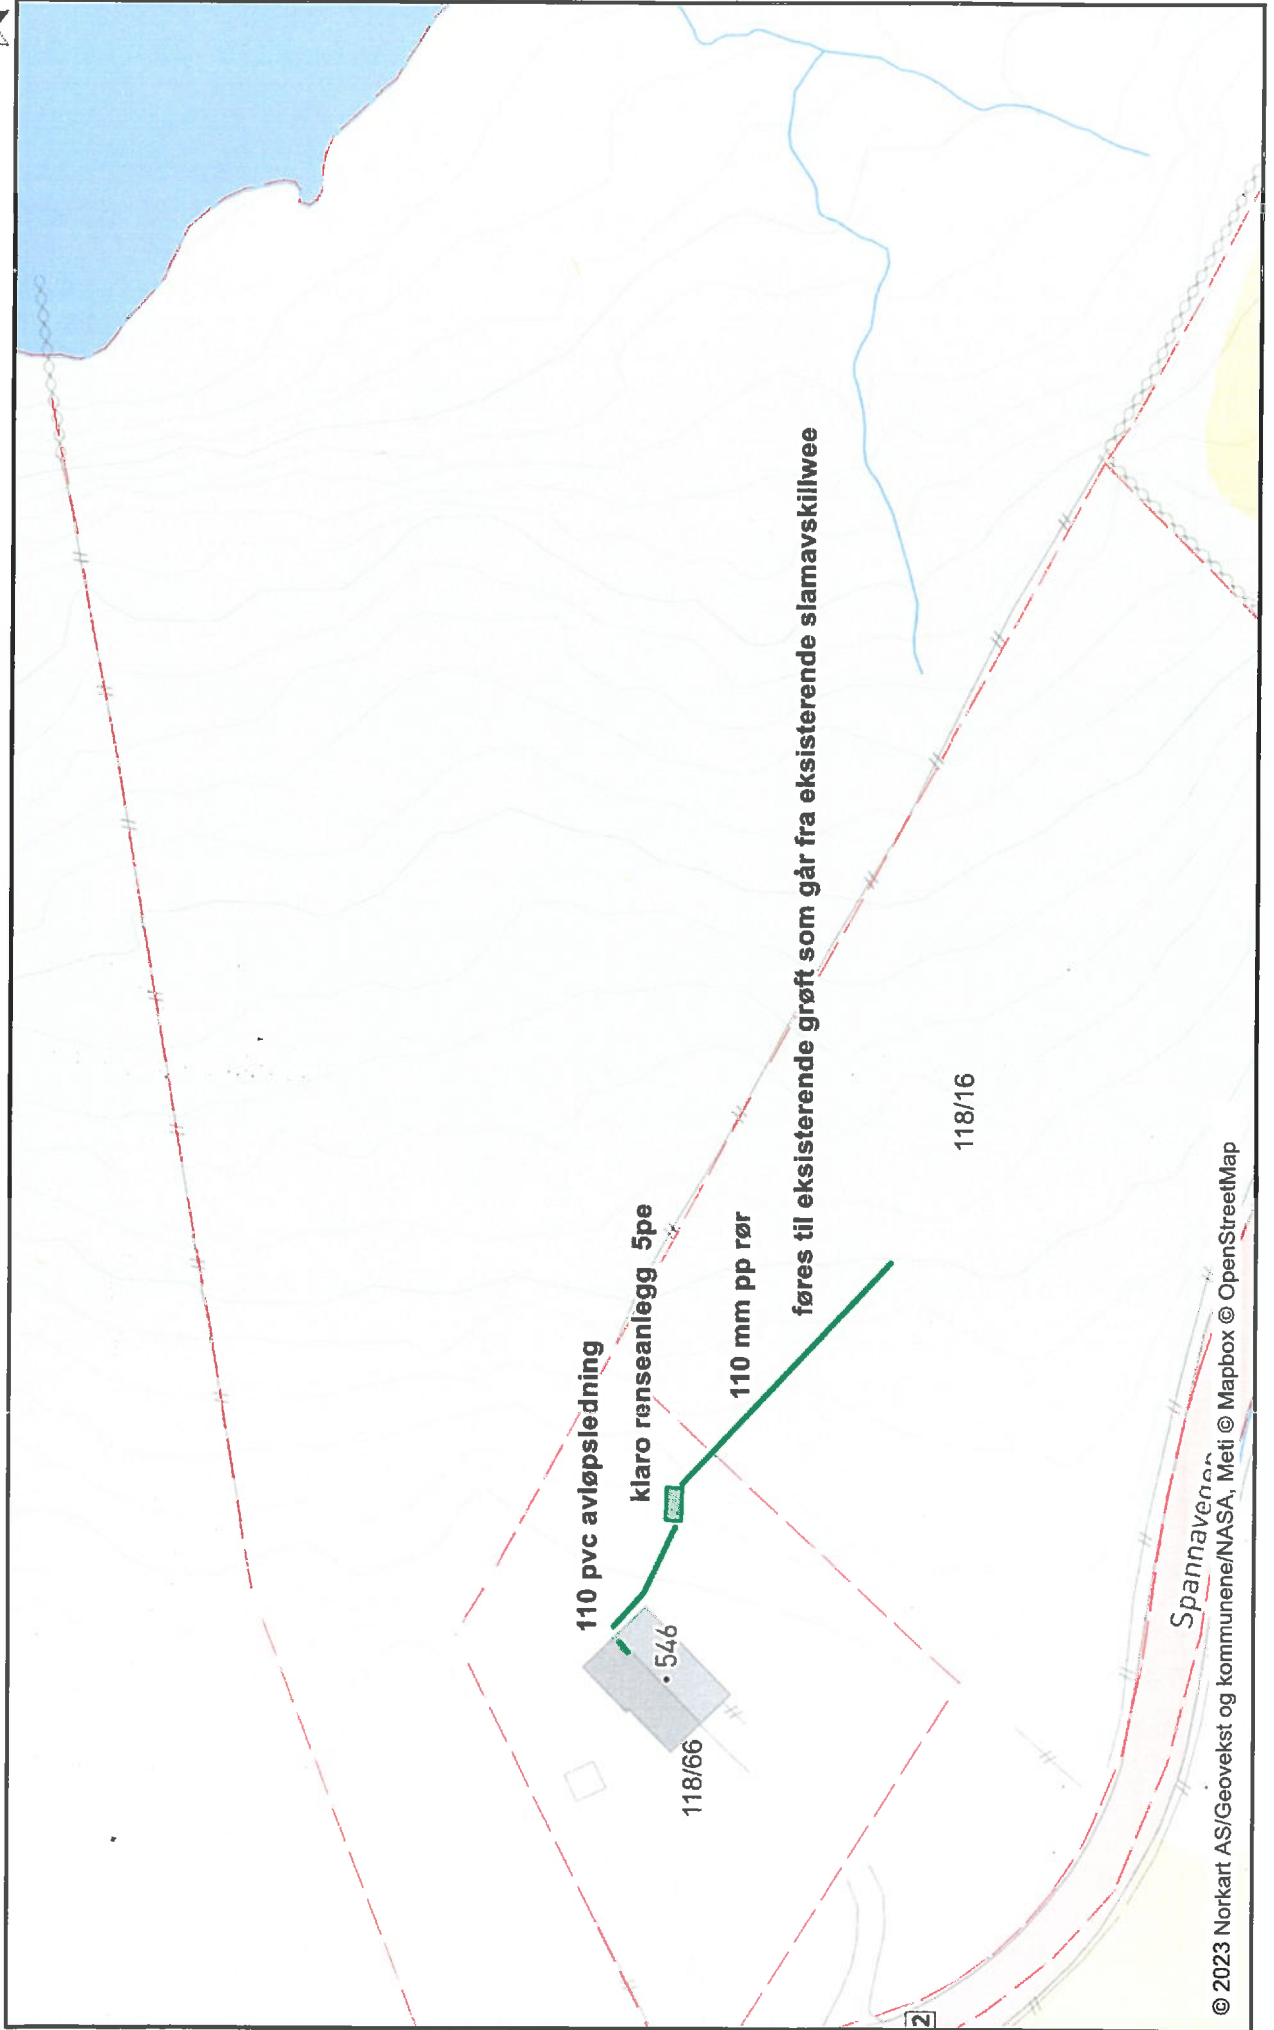 110 pvc avløpsledning
klaro renseanlegg 5pe
110 mm pp rør
føres til eksisterende grøft som går fra eksisterende slamavskillwee
546
118/66
118/16
Spannavegen
2
© 2023 Norkart AS/Geovekst og kommunene/NASA, Meti © Mapbox © OpenStreetMap